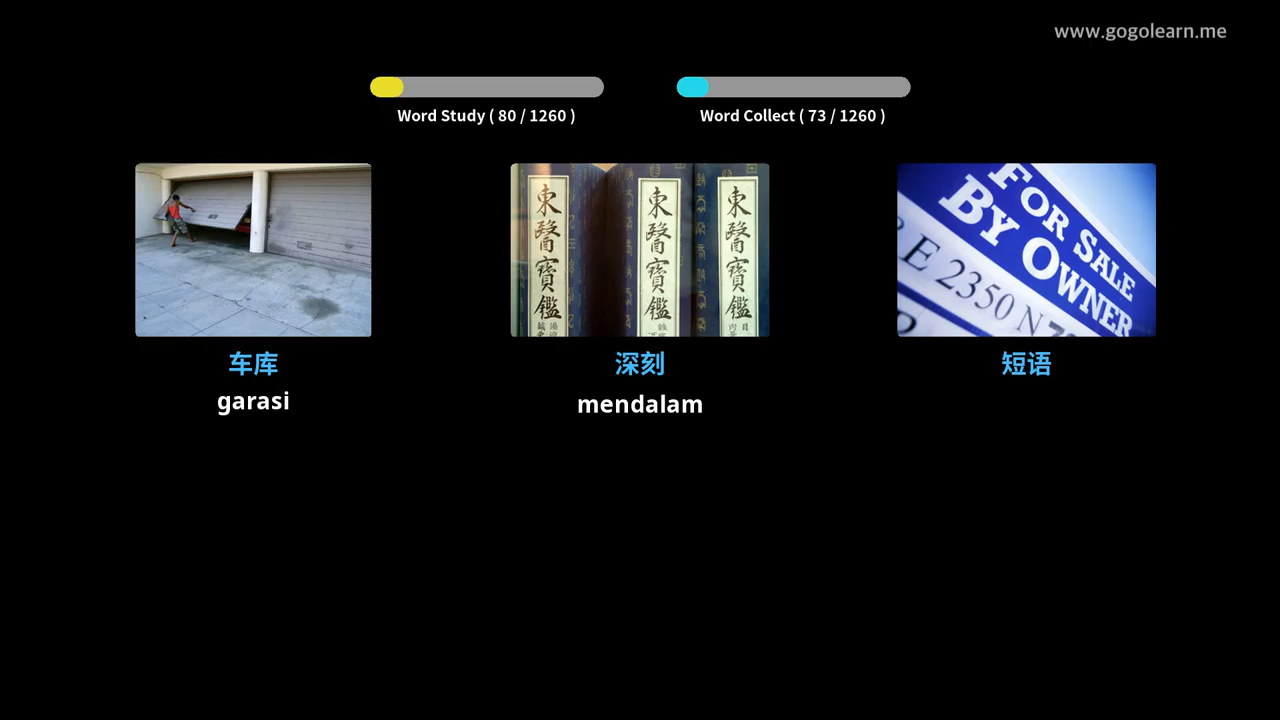 www.gogolearn.me
Word Study ( 80 / 1260 )
Word Collect ( 73 / 1260 )
東醫寶鑑
東醫寶鑑
東醫寶鑑
FOR SALE
BY OWNER
E 2350 N
车库
深刻
短语
garasi
mendalam